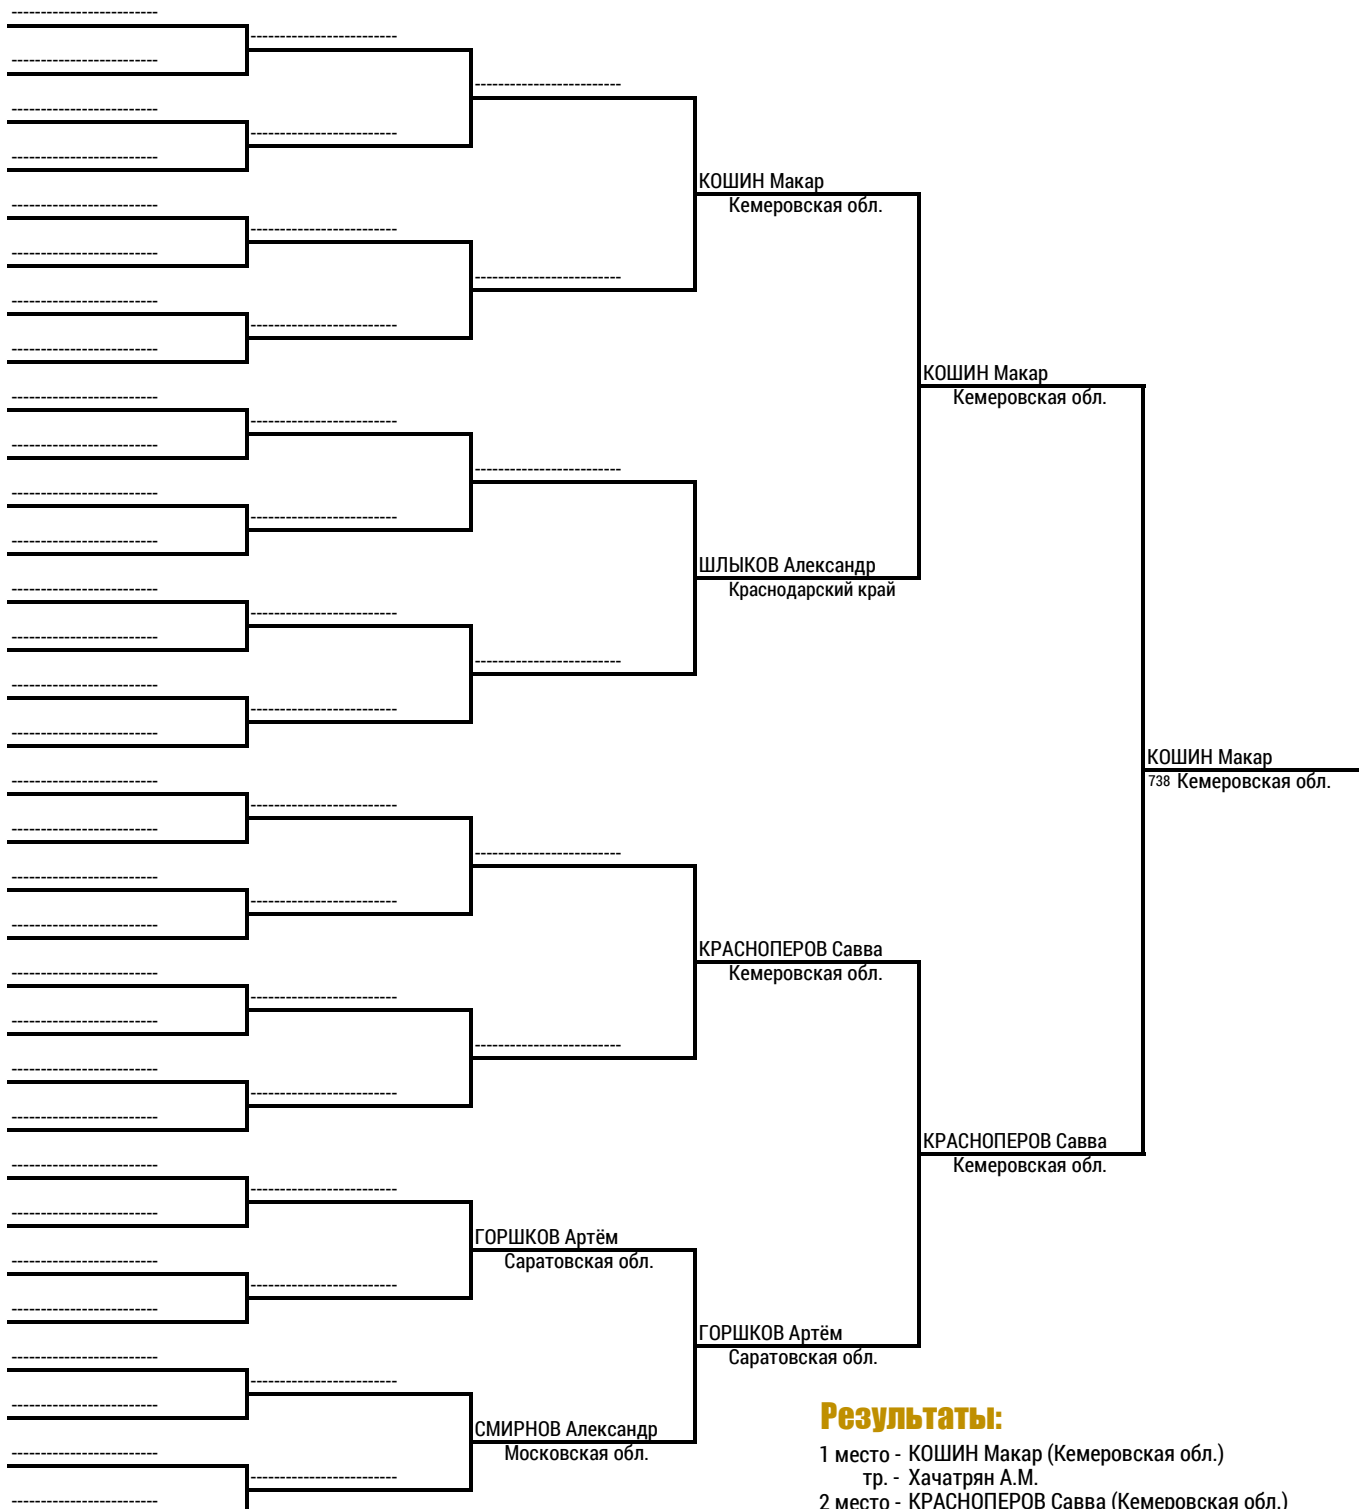 КОШИН Макар
Кемеровская обл.
КОШИН Макар
Кемеровская обл.
ШЛЫКОВ Александр
Краснодарский край
КОШИН Макар
738 Кемеровская обл.
КРАСНОПЕРОВ Савва
Кемеровская обл.
КРАСНОПЕРОВ Савва
Кемеровская обл.
ГОРШКОВ Артём
Саратовская обл.
ГОРШКОВ Артём
Саратовская обл.
СМИРНОВ Александр
Московская обл.
Результаты:
1 место - КОШИН Макар (Кемеровская обл.)
тр. - Хачатрян А.М.
2 место - КРАСНОПЕРОВ Савва (Кемеровская обл.)